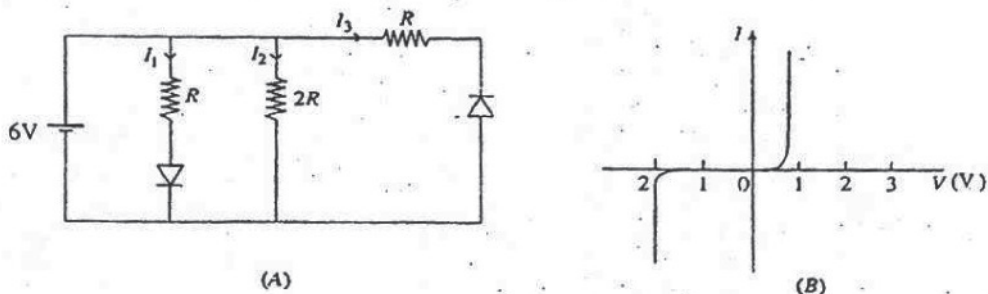 I₃ R
I₁ I₂
R 2R
6V
(A)
I
2 1 0 1 2 3 V(V)
(B)